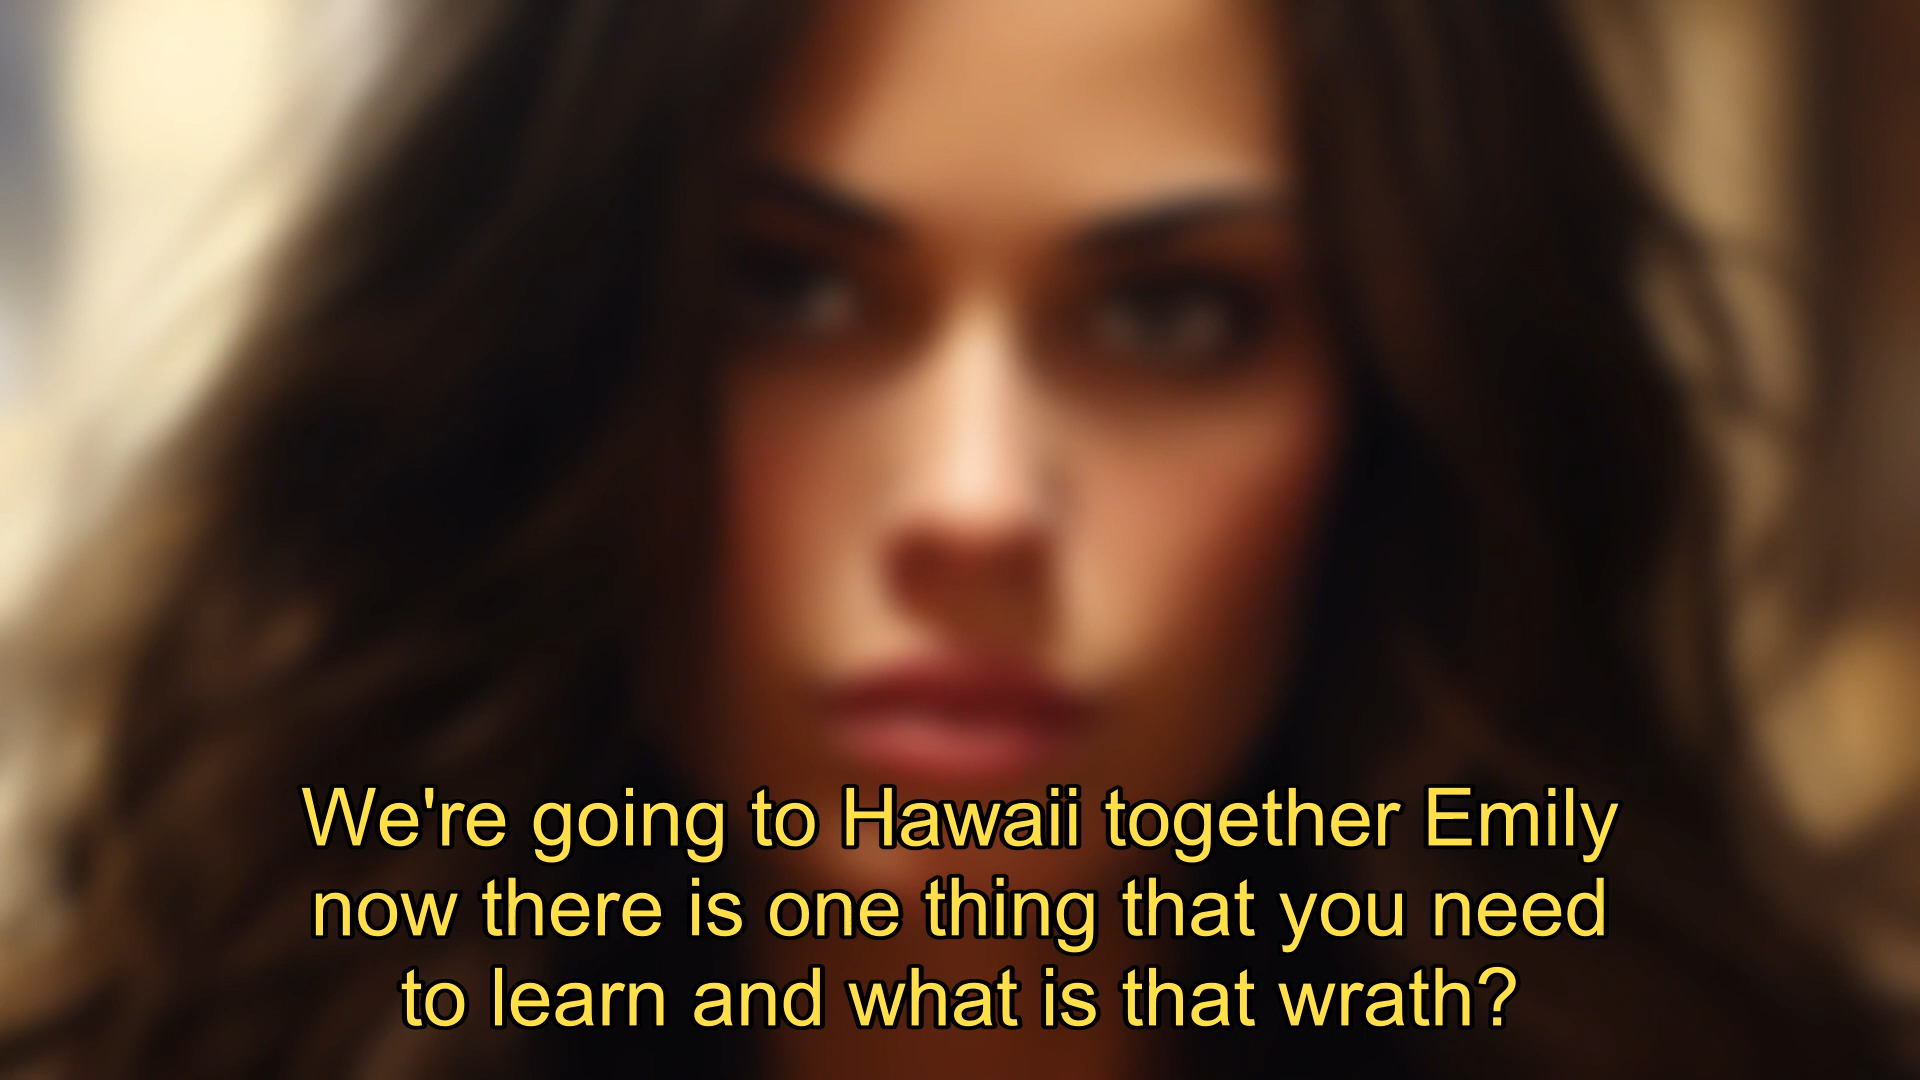 We're going to Hawaii together Emily
now there is one thing that you need
to learn and what is that wrath?